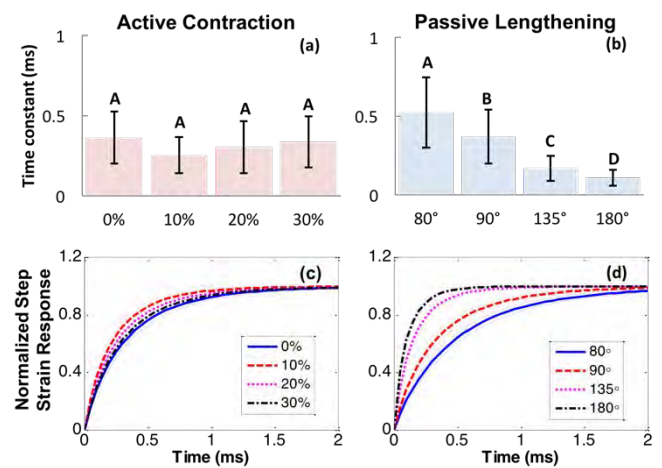 Active Contraction
Passive Lengthening
Time constant (ms)
1
0.5
0
(a)
A
A
A
A
0%
10%
20%
30%
1
0.5
0
(b)
A
B
C
D
80°
90°
135°
180°
Normalized Step
Strain Response
1.2
0.8
0.4
0
0.5
1
1.5
2
(c)
0%
10%
20%
30%
Time (ms)
1.2
0.8
0.4
0
0.5
1
1.5
2
(d)
80°
90°
135°
180°
Time (ms)